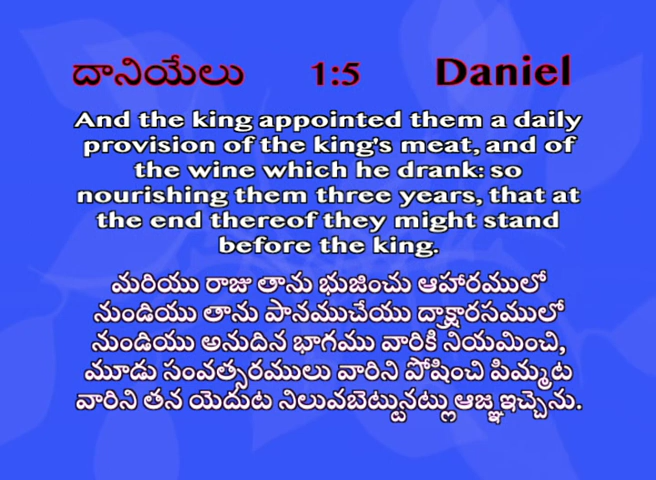 దానియేలు 1:5 Daniel
And the king appointed them a daily
provision of the king's meat, and of
the wine which he drank: so
nourishing them three years, that at
the end thereof they might stand
before the king.
మరియు రాజు తాను భుజించు ఆహారములో
నుండియు తాను పానముచేయు ద్రాక్షారసములో
నుండియు అనుదిన భాగము వారికి నియమించి,
మూడు సంవత్సరములు వారిని పోషించి పిమ్మట
వారిని తన యెదుట నిలువబెట్టునట్లు ఆజ్ఞ ఇచ్చెను.